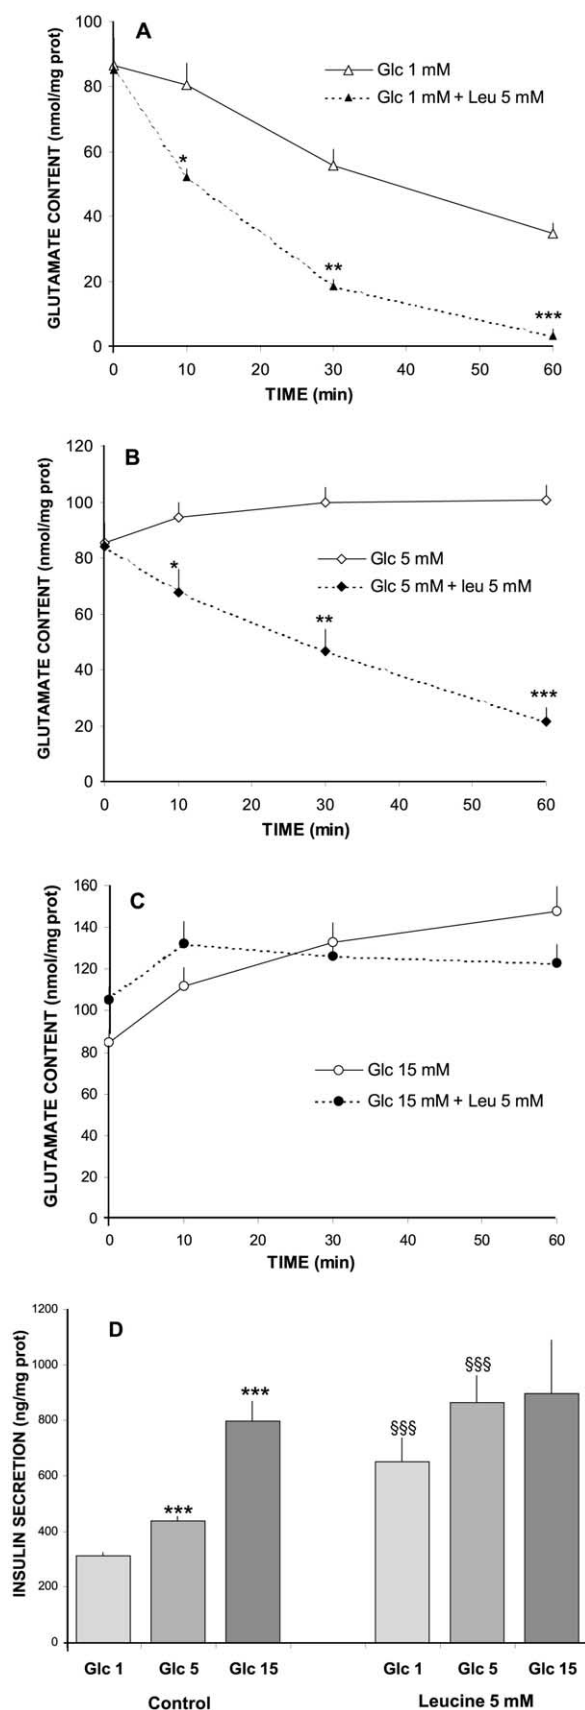 A
GLUTAMATE CONTENT (nmol/mg prot)
100
80
60
40
20
0
Glc 1 mM
Glc 1 mM + Leu 5 mM
*
**
***
0 10 20 30 40 50 60
TIME (min)
B
GLUTAMATE CONTENT (nmol/mg prot)
120
100
80
60
40
20
0
Glc 5 mM
Glc 5 mM + leu 5 mM
*
**
***
0 10 20 30 40 50 60
TIME (min)
C
GLUTAMATE CONTENT (nmol/mg prot)
160
140
120
100
80
60
40
20
0
Glc 15 mM
Glc 15 mM + Leu 5 mM
0 10 20 30 40 50 60
TIME (min)
D
INSULIN SECRETION (ng/mg prot)
1200
1000
800
600
400
200
0
***
***
§§§
§§§
Glc 1 Glc 5 Glc 15 Glc 1 Glc 5 Glc 15
Control Leucine 5 mM